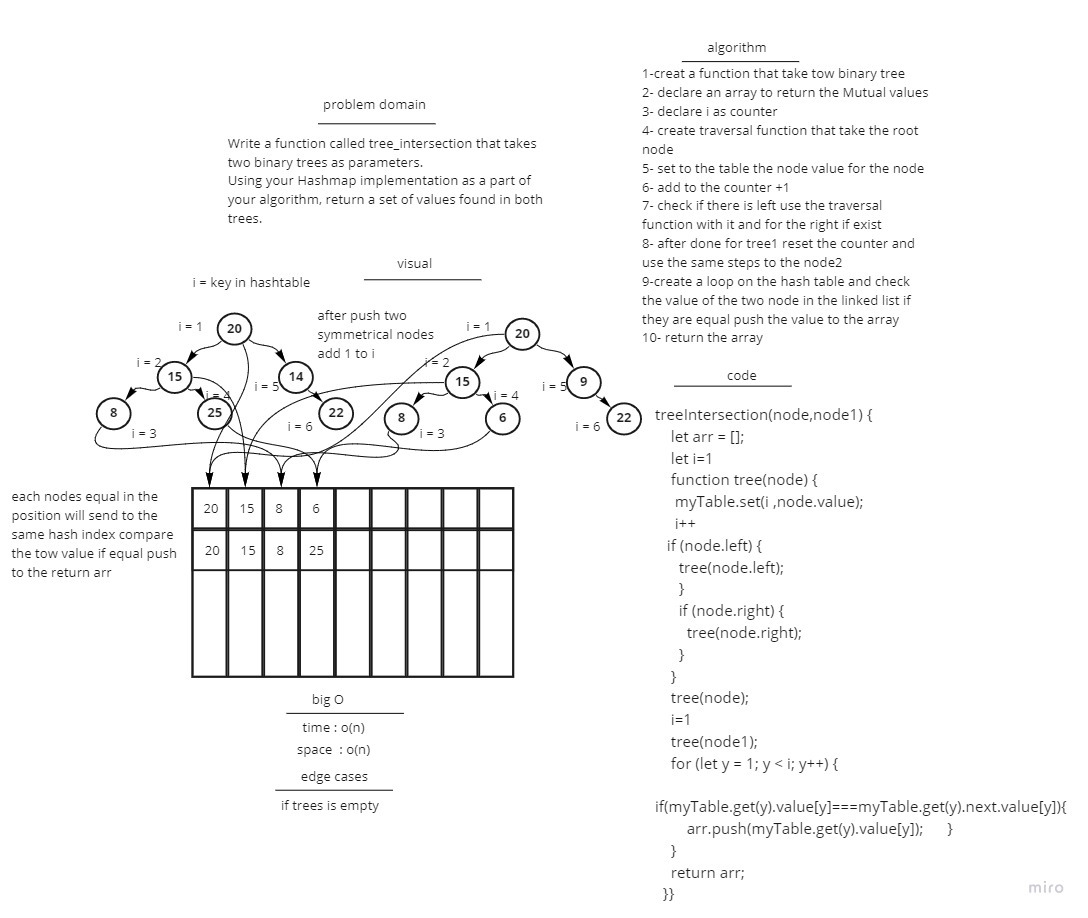 problem domain
Write a function called tree_intersection that takes
two binary trees as parameters.
Using your Hashmap implementation as a part of
your algorithm, return a set of values found in both
trees.
visual
i = key in hashtable
after push two
symmetrical nodes
add 1 to i
i = 1
20
i = 2
15
i = 5
14
8
i = 4
25
22
i = 3
i = 6
i = 1
20
i = 2
15
i = 5
9
8
i = 4
6
22
i = 3
i = 6
each nodes equal in the
position will send to the
same hash index compare
the tow value if equal push
to the return arr
20 15 8 6
20 15 8 25
big O
time : o(n)
space : o(n)
edge cases
if trees is empty
algorithm
1-creat a function that take tow binary tree
2- declare an array to return the Mutual values
3- declare i as counter
4- create traversal function that take the root
node
5- set to the table the node value for the node
6- add to the counter +1
7- check if there is left use the traversal
function with it and for the right if exist
8- after done for tree1 reset the counter and
use the same steps to the node2
9-create a loop on the hash table and check
the value of the two node in the linked list if
they are equal push the value to the array
10- return the array
code
treeIntersection(node,node1) {
let arr = [];
let i=1
function tree(node) {
myTable.set(i ,node.value);
i++
if (node.left) {
tree(node.left);
}
if (node.right) {
tree(node.right);
}
}
tree(node);
i=1
tree(node1);
for (let y = 1; y < i; y++) {
if(myTable.get(y).value[y]===myTable.get(y).next.value[y]){
arr.push(myTable.get(y).value[y]); }
}
return arr;
}}
miro